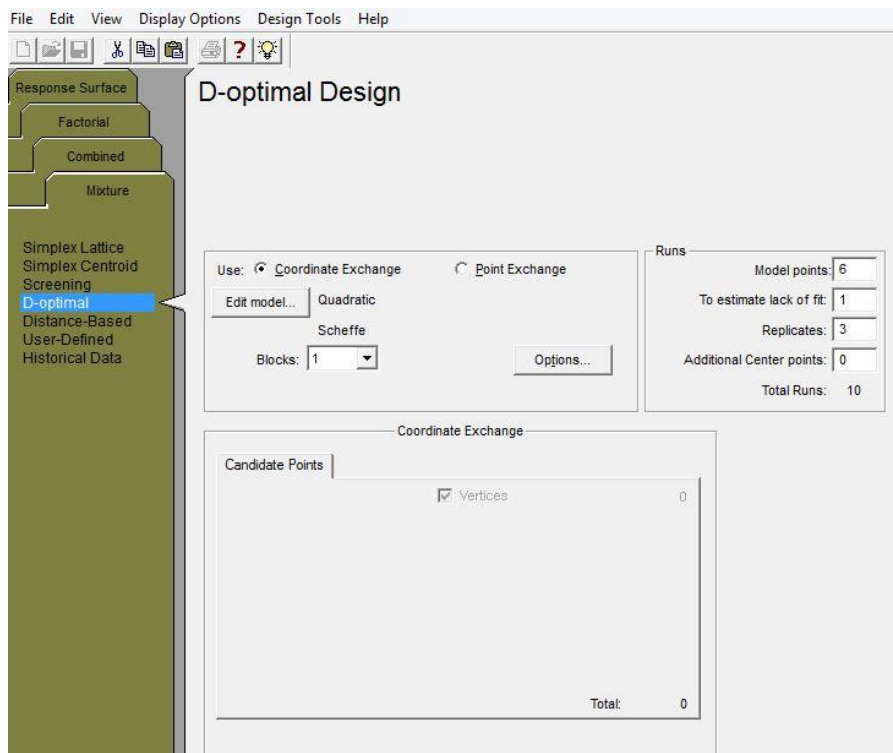 File Edit View Display Options Design Tools Help
Response Surface
Factorial
Combined
Mixture
Simplex Lattice
Simplex Centroid
Screening
D-optimal
Distance-Based
User-Defined
Historical Data
D-optimal Design
Use: Coordinate Exchange Point Exchange
Edit model... Quadratic
Scheffe
Blocks: 1 Options...
Runs
Model points: 6
To estimate lack of fit: 1
Replicates: 3
Additional Center points: 0
Total Runs: 10
Coordinate Exchange
Candidate Points
Vertices 0
Total: 0